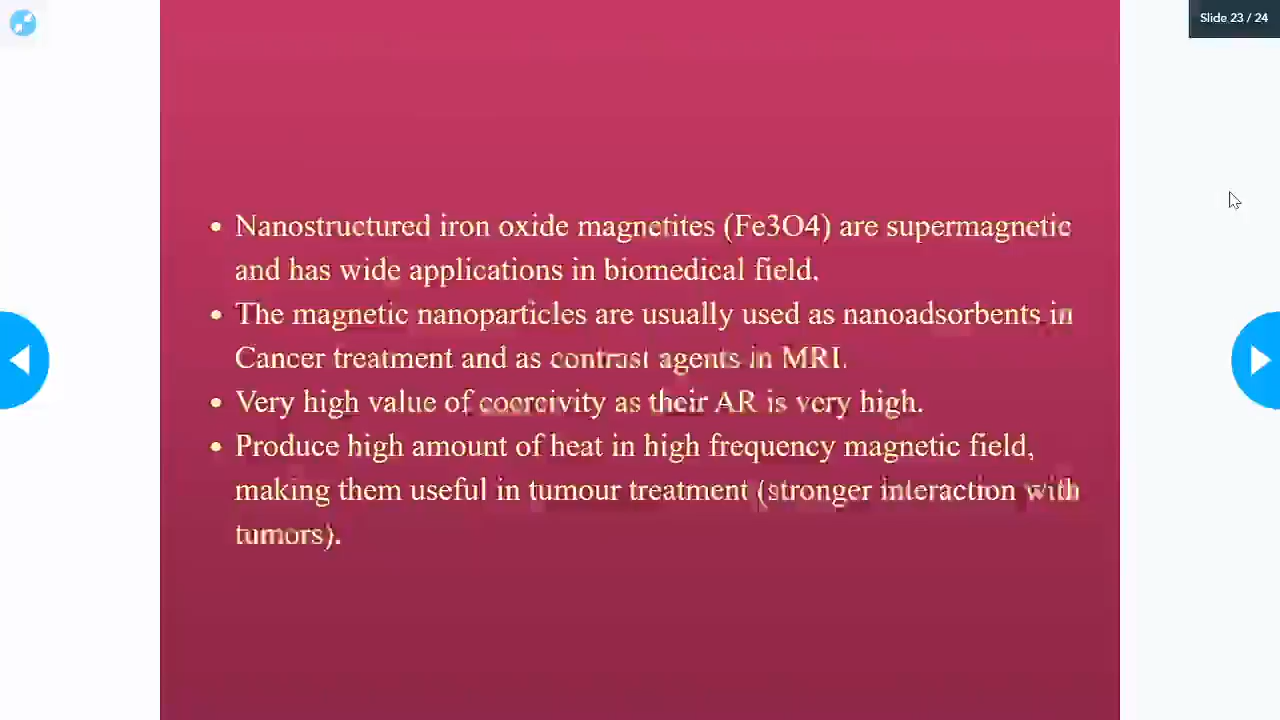 Slide 23 / 24
• Nanostructured iron oxide magnetites (Fe3O4) are supermagnetic
and has wide applications in biomedical field.
• The magnetic nanoparticles are usually used as nanoadsorbents in
Cancer treatment and as contrast agents in MRI.
• Very high value of coercivity as their AR is very high.
• Produce high amount of heat in high frequency magnetic field,
making them useful in tumour treatment (stronger interaction with
tumors).